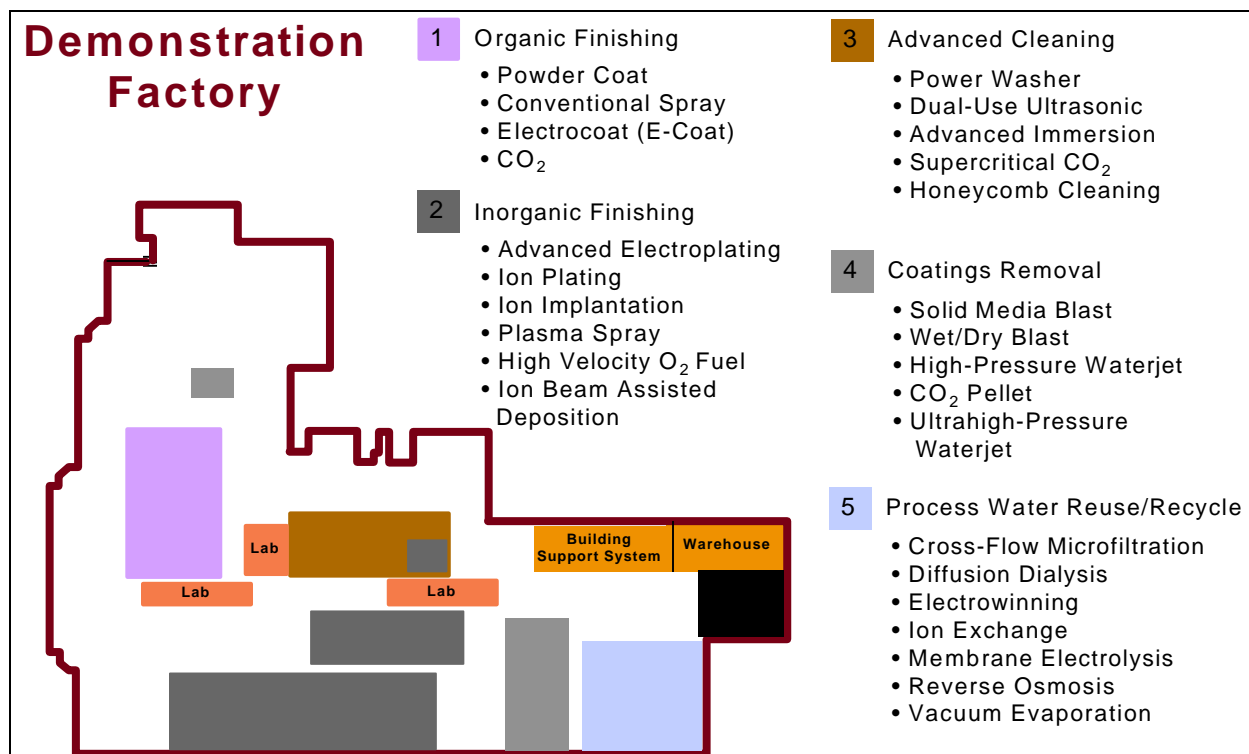 Demonstration
Factory
1 Organic Finishing
• Powder Coat
• Conventional Spray
• Electrocoat (E-Coat)
• CO₂
2 Inorganic Finishing
• Advanced Electroplating
• Ion Plating
• Ion Implantation
• Plasma Spray
• High Velocity O₂ Fuel
• Ion Beam Assisted
Deposition
3 Advanced Cleaning
• Power Washer
• Dual-Use Ultrasonic
• Advanced Immersion
• Supercritical CO₂
• Honeycomb Cleaning
4 Coatings Removal
• Solid Media Blast
• Wet/Dry Blast
• High-Pressure Waterjet
• CO₂ Pellet
• Ultrahigh-Pressure
Waterjet
5 Process Water Reuse/Recycle
• Cross-Flow Microfiltration
• Diffusion Dialysis
• Electrowinning
• Ion Exchange
• Membrane Electrolysis
• Reverse Osmosis
• Vacuum Evaporation
Lab
Lab
Lab
Building
Support System
Warehouse